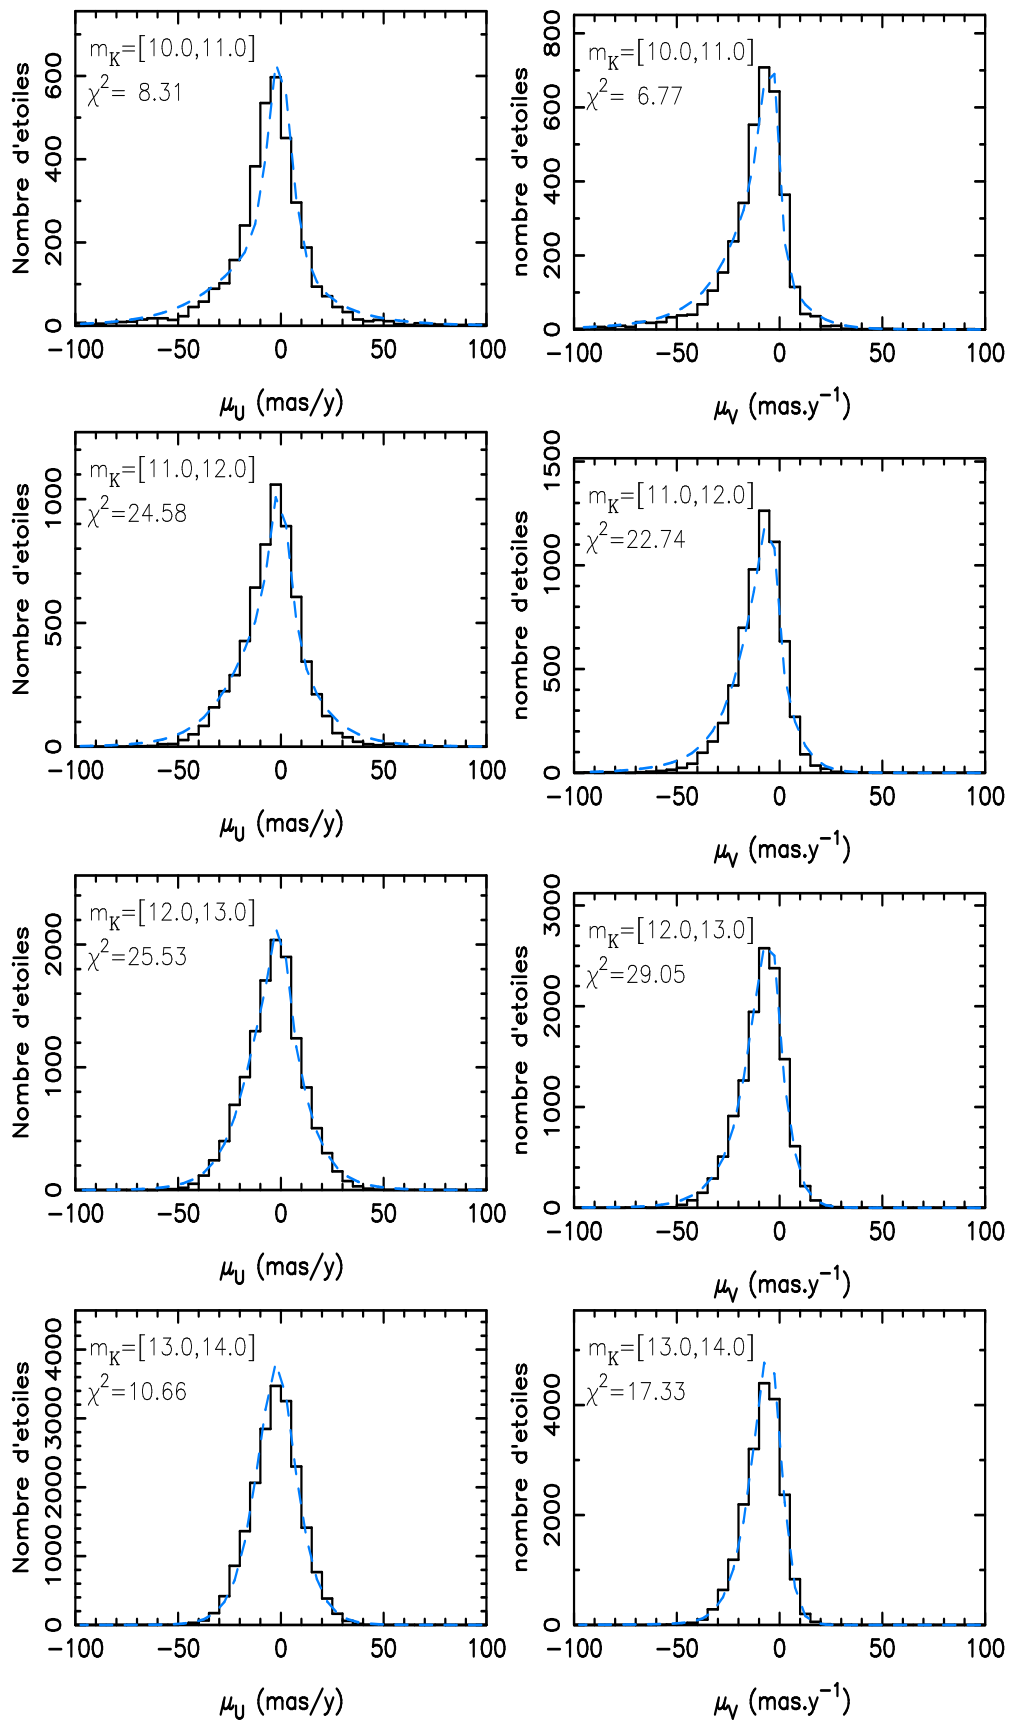 m_K=[10.0,11.0]
χ²= 8.31
Nombre d'etoiles
0 200 400 600
−100 −50 0 50 100
μ_U (mas/y)
m_K=[10.0,11.0]
χ²= 6.77
nombre d'etoiles
0 200 400 600 800
−100 −50 0 50 100
μ_V (mas.y⁻¹)
m_K=[11.0,12.0]
χ²=24.58
Nombre d'etoiles
0 500 1000
−100 −50 0 50 100
μ_U (mas/y)
m_K=[11.0,12.0]
χ²=22.74
nombre d'etoiles
0 500 1000 1500
−100 −50 0 50 100
μ_V (mas.y⁻¹)
m_K=[12.0,13.0]
χ²=25.53
Nombre d'etoiles
0 1000 2000
−100 −50 0 50 100
μ_U (mas/y)
m_K=[12.0,13.0]
χ²=29.05
nombre d'etoiles
0 1000 2000 3000
−100 −50 0 50 100
μ_V (mas.y⁻¹)
m_K=[13.0,14.0]
χ²=10.66
Nombre d'etoiles
0 1000 2000 3000 4000
−100 −50 0 50 100
μ_U (mas/y)
m_K=[13.0,14.0]
χ²=17.33
nombre d'etoiles
0 2000 4000
−100 −50 0 50 100
μ_V (mas.y⁻¹)